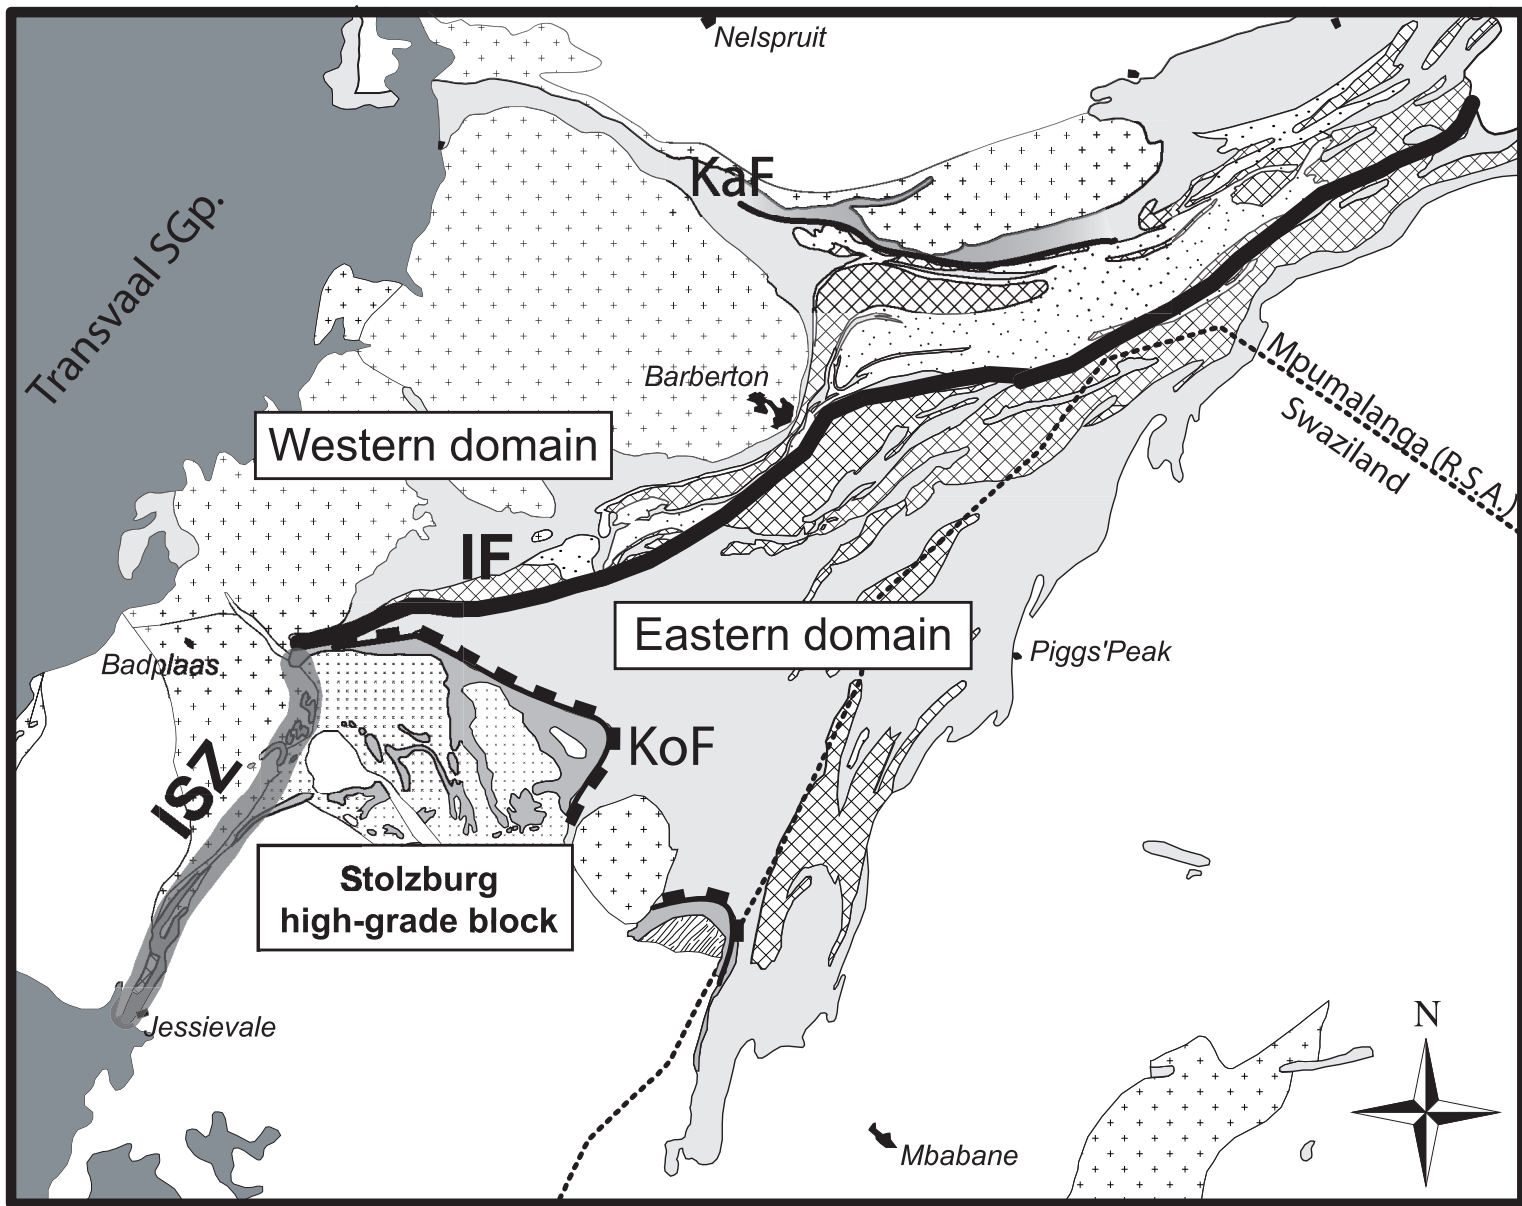 Nelspruit
KaF
Transvaal SGp.
Barberton
Mpumalanga (R.S.A.)
Swaziland
Western domain
IF
Eastern domain
Badplaas
Piggs'Peak
KoF
ISZ
Stolzburg
high-grade block
Jessievale
N
Mbabane